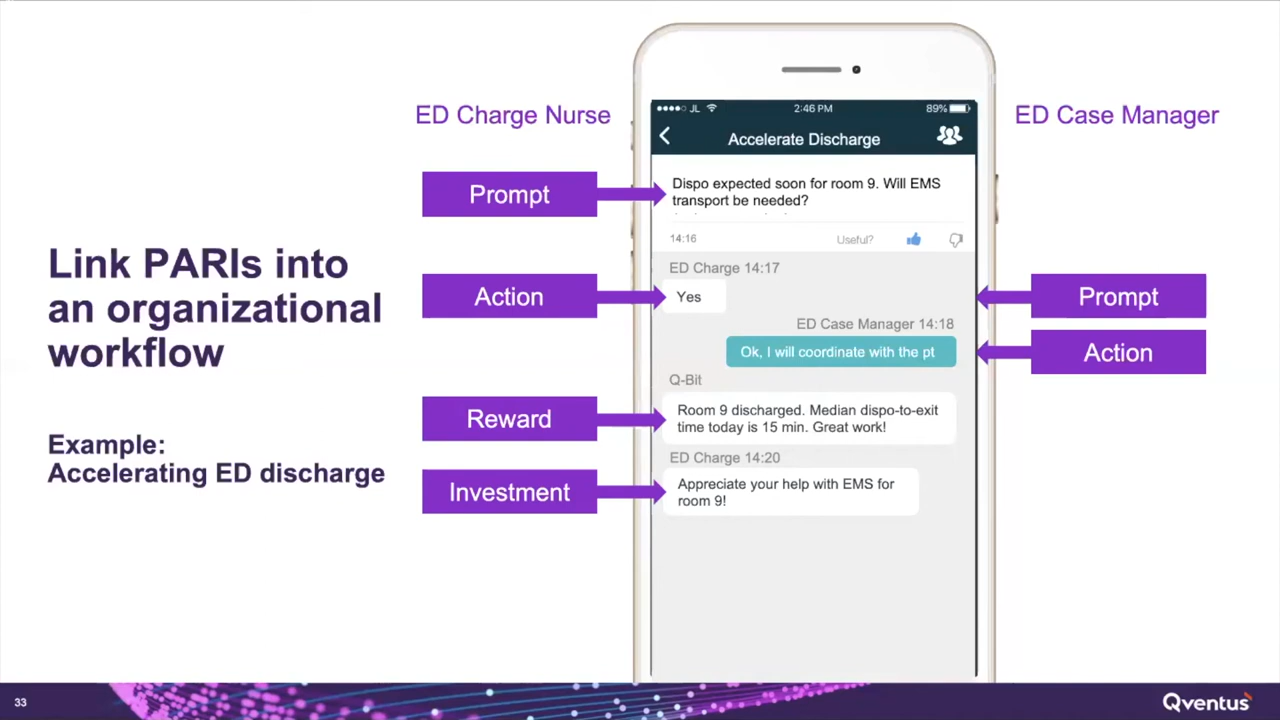 ED Charge Nurse
ED Case Manager
JL
2:46 PM
89%
Accelerate Discharge
Prompt
Dispo expected soon for room 9. Will EMS
transport be needed?
14:16
Useful?
Link PARIs into
an organizational
workflow
Example:
Accelerating ED discharge
ED Charge 14:17
Action
Yes
Prompt
ED Case Manager 14:18
Ok, I will coordinate with the pt
Action
Q-Bit
Reward
Room 9 discharged. Median dispo-to-exit
time today is 15 min. Great work!
ED Charge 14:20
Investment
Appreciate your help with EMS for
room 9!
33
Qventus